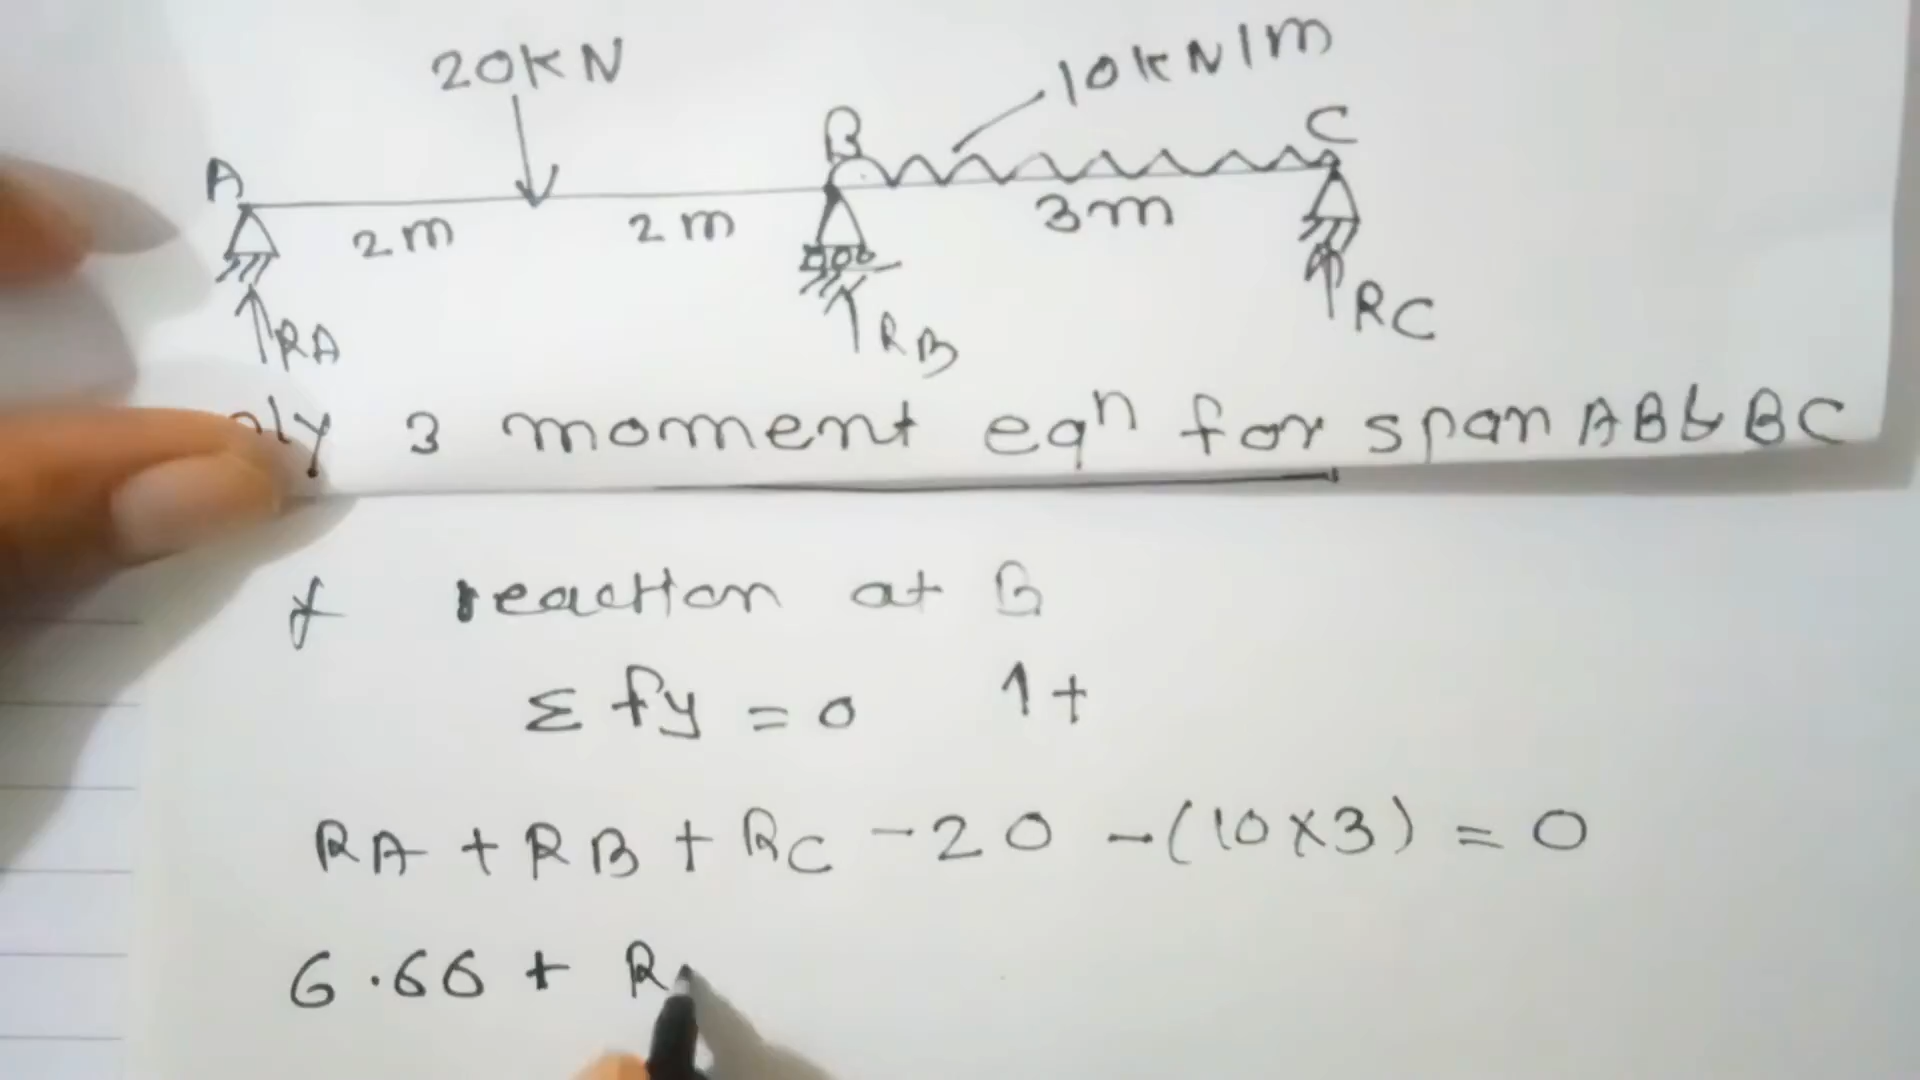 20KN
10KN/m
A
B
C
2m
2m
3m
RA
RB
RC
3 moment eqn for span AB & BC
reaction at B
Σfy = 0 ↑+
RA + RB + RC - 20 - (10×3) = 0
6.66 + R